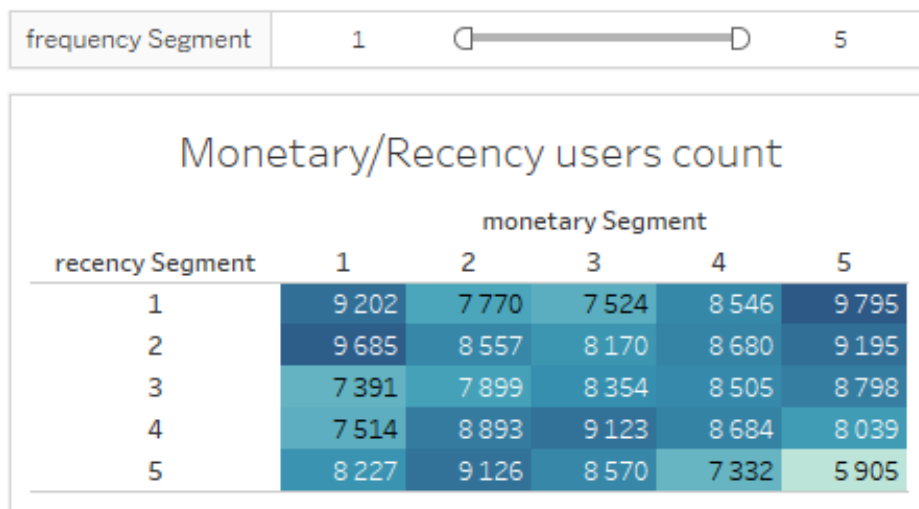 frequency Segment 1 5
Monetary/Recency users count
monetary Segment
recency Segment 1 2 3 4 5
1 9 202 7 770 7 524 8 546 9 795
2 9 685 8 557 8 170 8 680 9 195
3 7 391 7 899 8 354 8 505 8 798
4 7 514 8 893 9 123 8 684 8 039
5 8 227 9 126 8 570 7 332 5 905